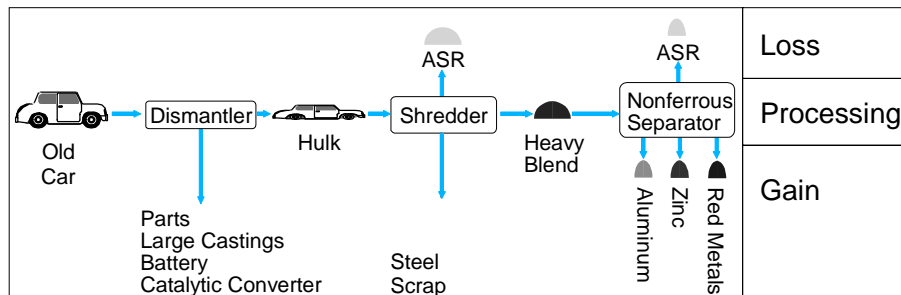 ASR
ASR
Loss
Old
Car
Dismantler
Hulk
Shredder
Heavy
Blend
Nonferrous
Separator
Processing
Parts
Large Castings
Battery
Catalytic Converter
Steel
Scrap
Aluminum
Zinc
Red Metals
Gain